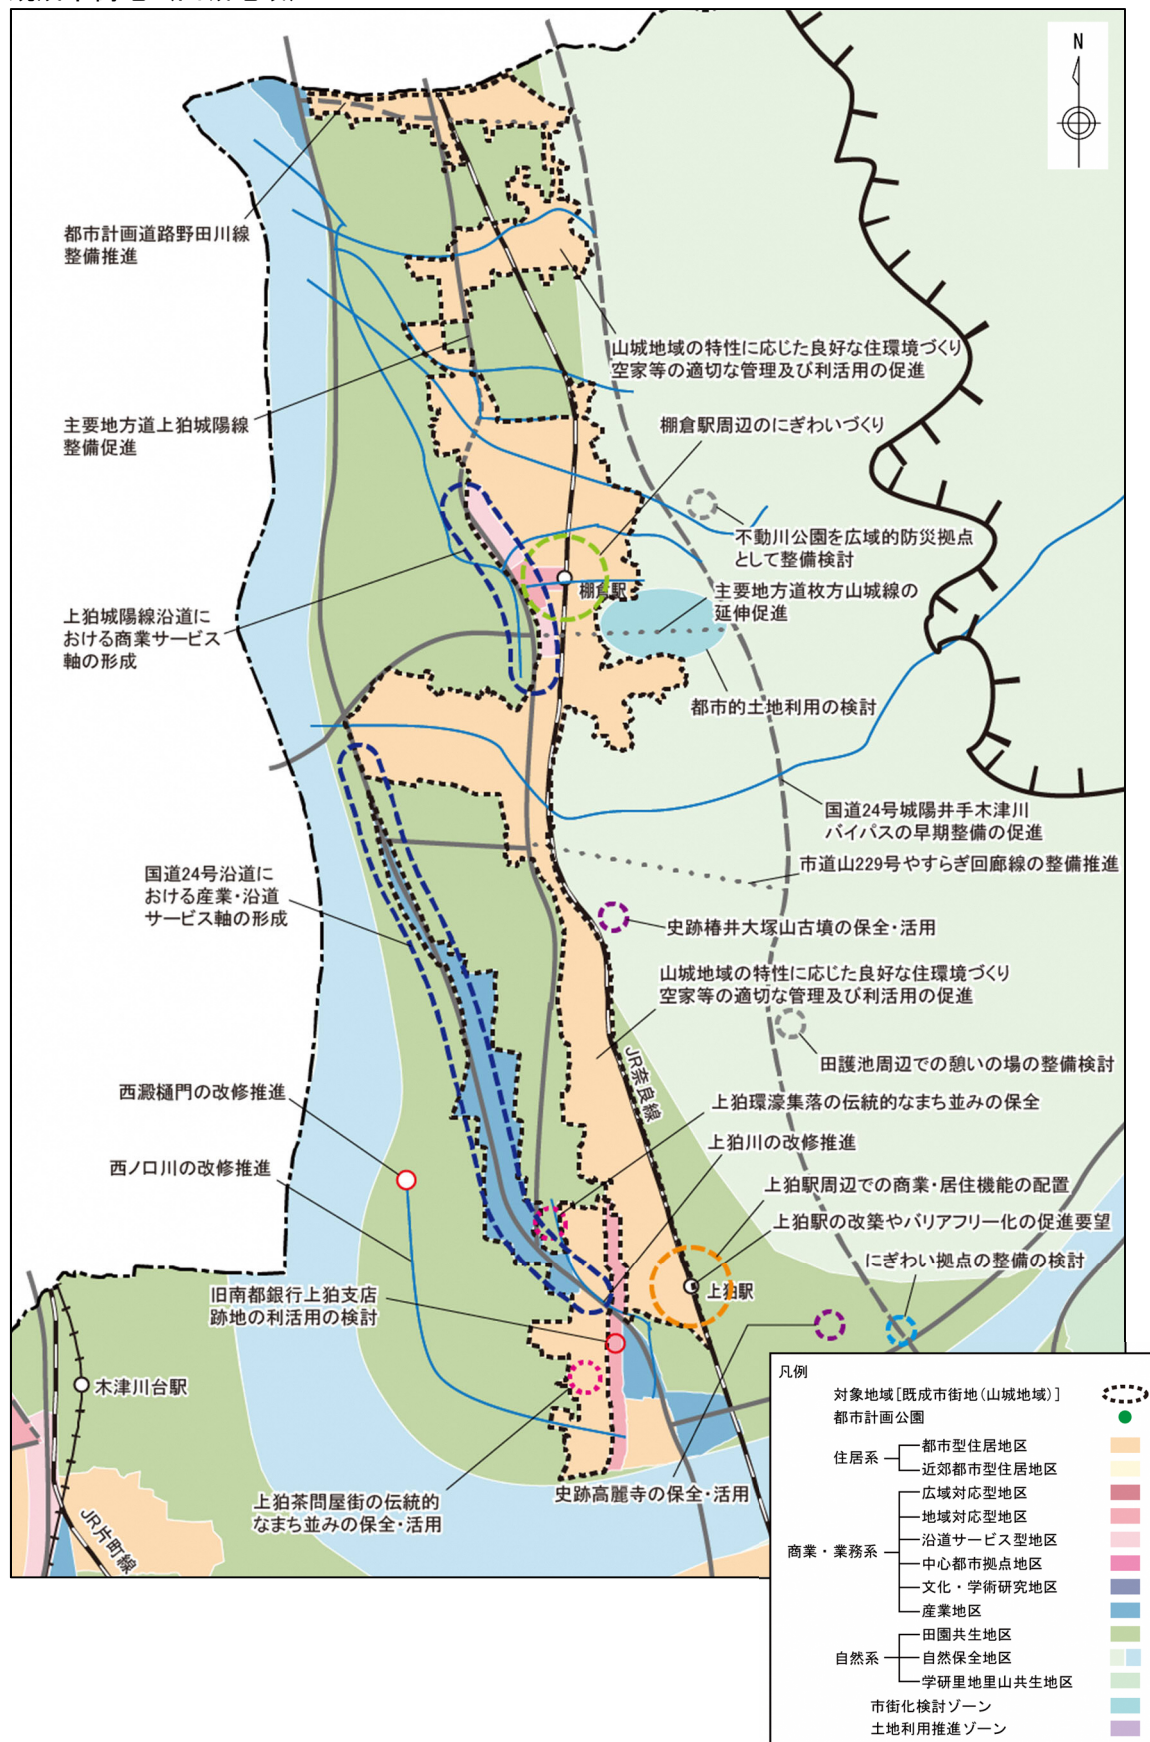 N
都市計画道路野田川線
整備推進
山城地域の特性に応じた良好な住環境づくり
空家等の適切な管理及び利活用の促進
主要地方道上狛城陽線
整備促進
棚倉駅周辺のにぎわいづくり
不動川公園を広域的防災拠点
として整備検討
棚倉駅
主要地方道枚方山城線の
延伸促進
上狛城陽線沿道に
おける商業サービス
軸の形成
都市的土地利用の検討
国道24号城陽井手木津川
バイパスの早期整備の促進
市道山229号やすらぎ回廊線の整備推進
国道24号沿道に
おける産業・沿道
サービス軸の形成
史跡椿井大塚山古墳の保全・活用
山城地域の特性に応じた良好な住環境づくり
空家等の適切な管理及び利活用の促進
田護池周辺での憩いの場の整備検討
JR奈良線
西澱樋門の改修推進
上狛環濠集落の伝統的なまち並みの保全
上狛川の改修推進
西ノ口川の改修推進
上狛駅周辺での商業・居住機能の配置
上狛駅の改築やバリアフリー化の促進要望
にぎわい拠点の整備の検討
上狛駅
旧南都銀行上狛支店
跡地の利活用の検討
木津川台駅
上狛茶問屋街の伝統的
なまち並みの保全・活用
史跡高麗寺の保全・活用
JR片町線
凡例
対象地域[既成市街地(山城地域)]
都市計画公園
住居系
都市型住居地区
近郊都市型住居地区
商業・業務系
広域対応型地区
地域対応型地区
沿道サービス型地区
中心都市拠点地区
文化・学術研究地区
産業地区
自然系
田園共生地区
自然保全地区
学研里地里山共生地区
市街化検討ゾーン
土地利用推進ゾーン